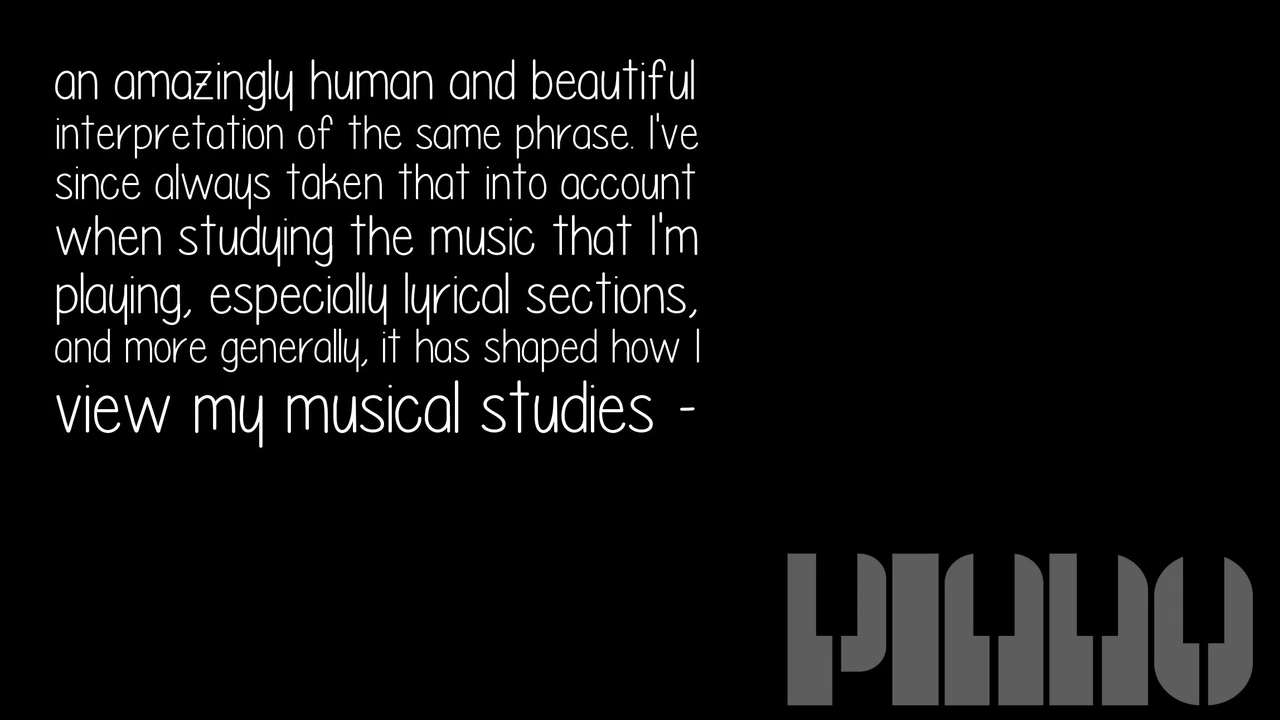 an amazingly human and beautiful
interpretation of the same phrase. I've
since always taken that into account
when studying the music that I'm
playing, especially lyrical sections,
and more generally, it has shaped how I
view my musical studies -
PIANO